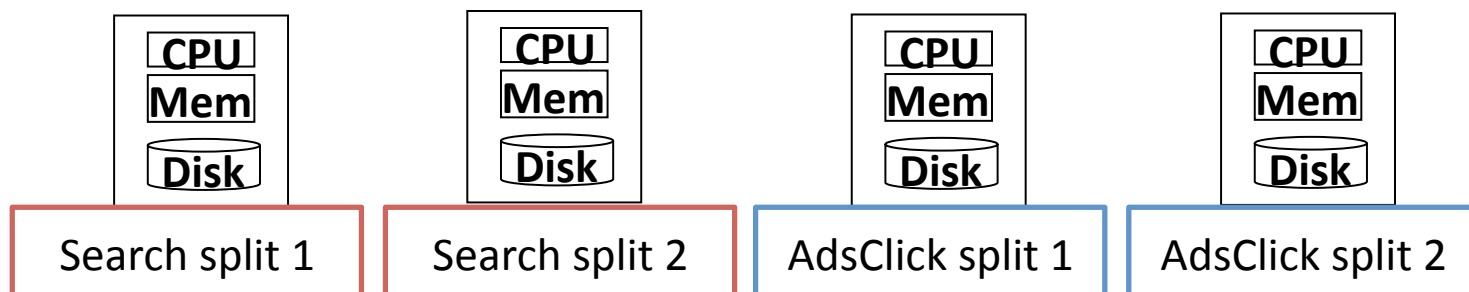 CPU
Mem
Disk
CPU
Mem
Disk
CPU
Mem
Disk
CPU
Mem
Disk
Search split 1
Search split 2
AdsClick split 1
AdsClick split 2